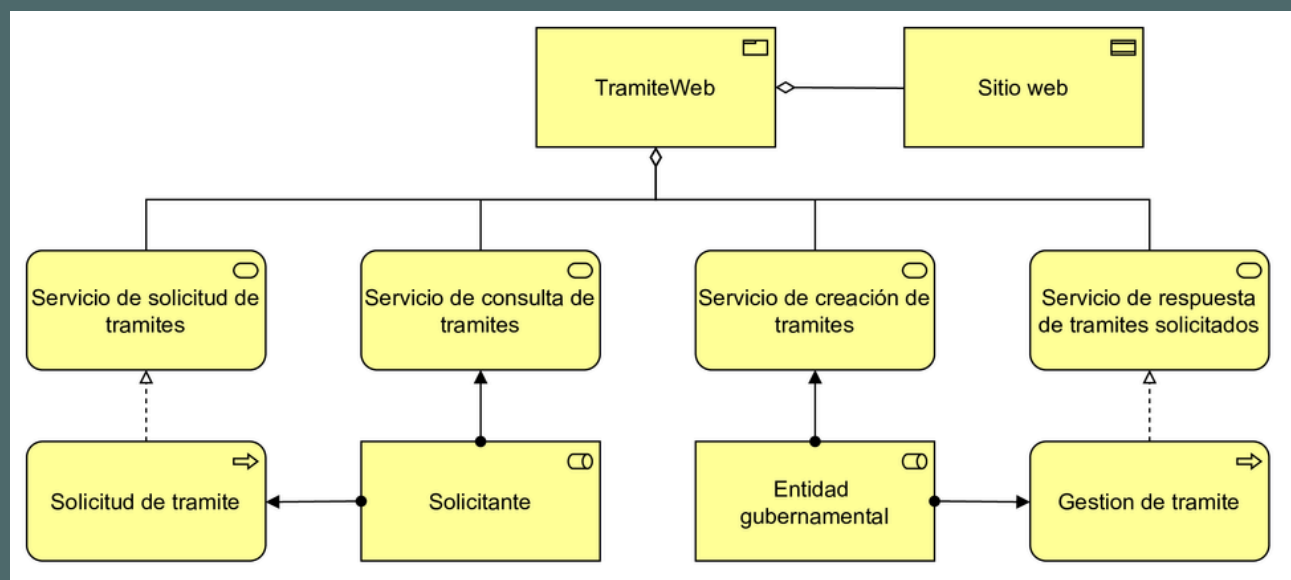 TramiteWeb
Sitio web
Servicio de solicitud de
tramites
Servicio de consulta de
tramites
Servicio de creación de
tramites
Servicio de respuesta
de tramites solicitados
Solicitud de tramite
Solicitante
Entidad
gubernamental
Gestion de tramite